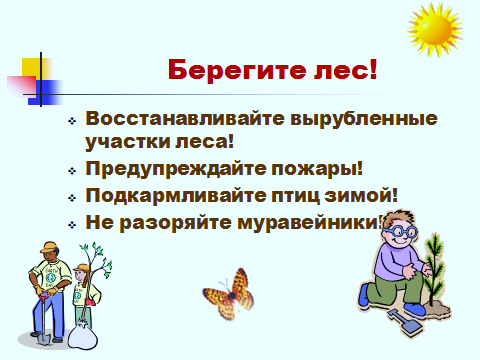 Берегите лес!
Восстанавливайте вырубленные
участки леса!
Предупреждайте пожары!
Подкармливайте птиц зимой!
Не разоряйте муравейники!